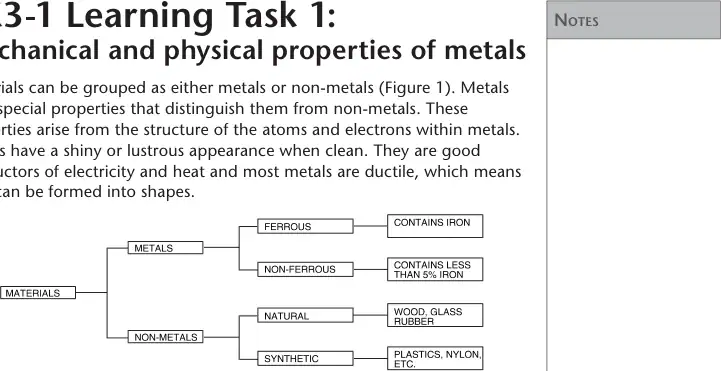 3-1 Learning Task 1:
chanical and physical properties of metals
rials can be grouped as either metals or non-metals (Figure 1). Metals
special properties that distinguish them from non-metals. These
erties arise from the structure of the atoms and electrons within metals.
s have a shiny or lustrous appearance when clean. They are good
uctors of electricity and heat and most metals are ductile, which means
can be formed into shapes.
NOTES
MATERIALS
METALS
FERROUS
CONTAINS IRON
NON-FERROUS
CONTAINS LESS
THAN 5% IRON
NON-METALS
NATURAL
WOOD, GLASS
RUBBER
SYNTHETIC
PLASTICS, NYLON,
ETC.